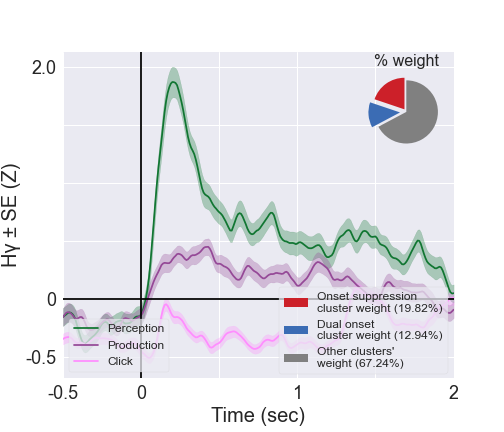 % weight
2.0
0
-0.5
Hγ ± SE (Z)
Perception
Production
Click
Onset suppression
cluster weight (19.82%)
Dual onset
cluster weight (12.94%)
Other clusters'
weight (67.24%)
-0.5
0
1
2
Time (sec)